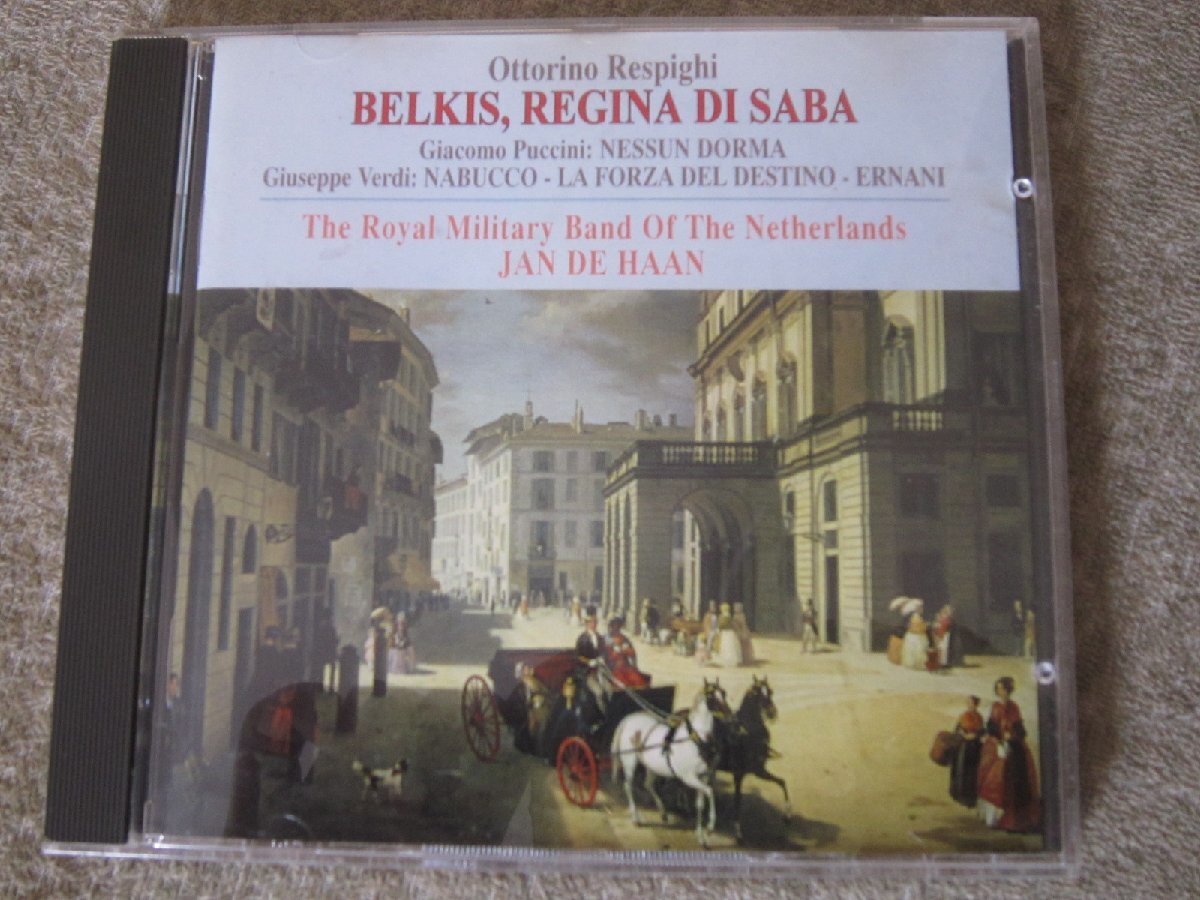 Ottorino Respighi
BELKIS, REGINA DI SABA
Giacomo Puccini: NESSUN DORMA
Giuseppe Verdi: NABUCCO - LA FORZA DEL DESTINO - ERNANI
The Royal Military Band Of The Netherlands
JAN DE HAAN